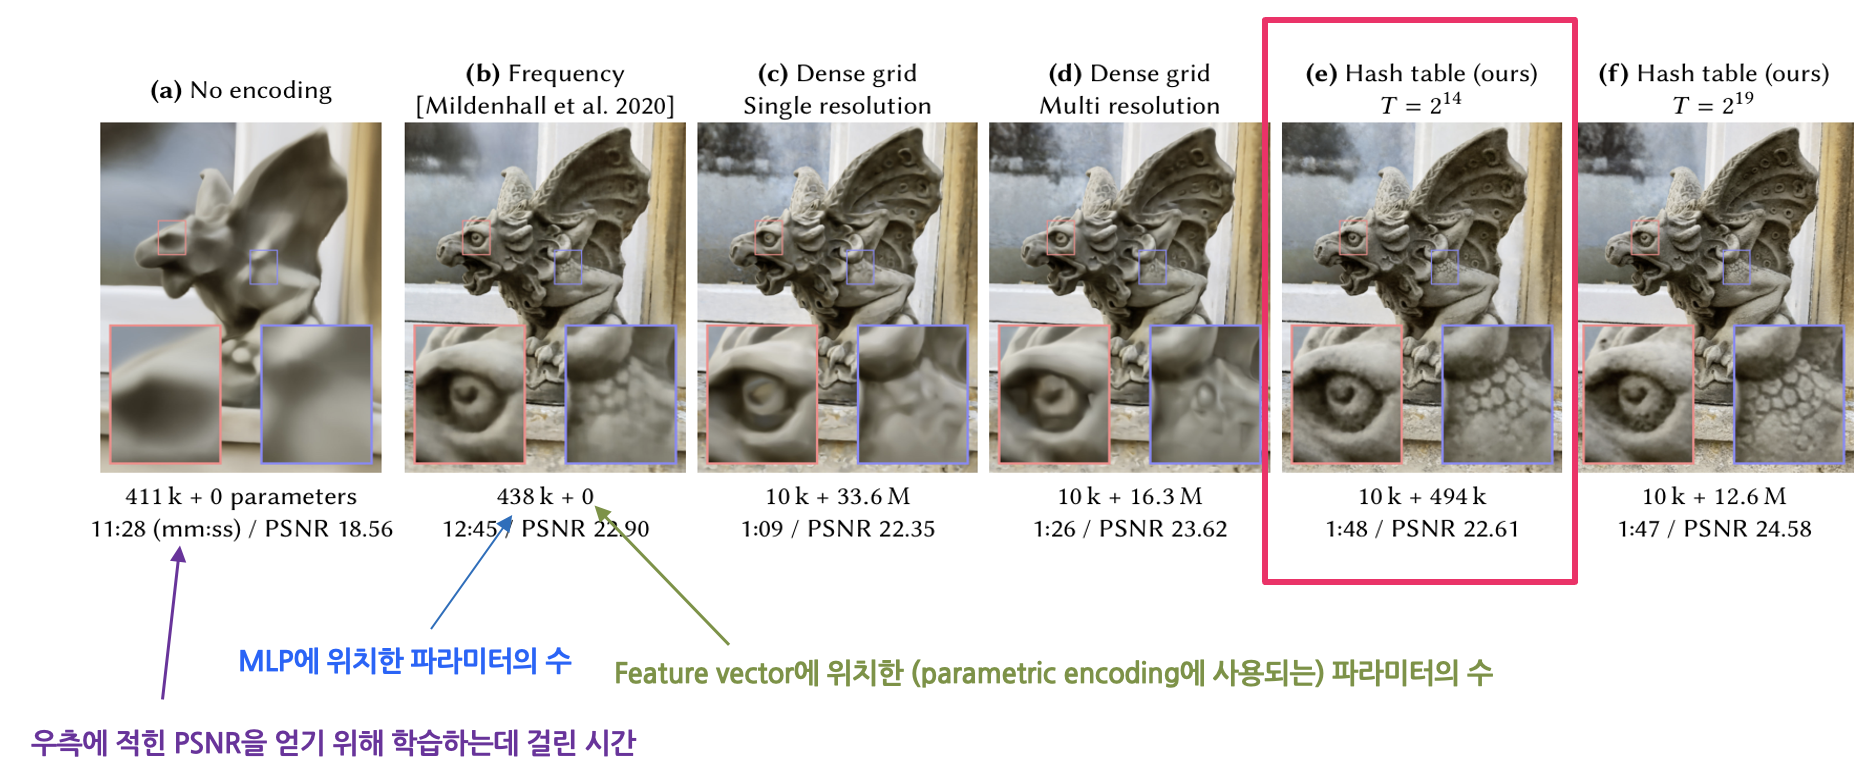 (a) No encoding
(b) Frequency
[Mildenhall et al. 2020]
(c) Dense grid
Single resolution
(d) Dense grid
Multi resolution
(e) Hash table (ours)
T = 2^14
(f) Hash table (ours)
T = 2^19
411 k + 0 parameters
11:28 (mm:ss) / PSNR 18.56
438 k + 0
12:45 / PSNR 22.90
10 k + 33.6 M
1:09 / PSNR 22.35
10 k + 16.3 M
1:26 / PSNR 23.62
10 k + 494 k
1:48 / PSNR 22.61
10 k + 12.6 M
1:47 / PSNR 24.58
MLP에 위치한 파라미터의 수
Feature vector에 위치한 (parametric encoding에 사용되는) 파라미터의 수
우측에 적힌 PSNR을 얻기 위해 학습하는데 걸린 시간